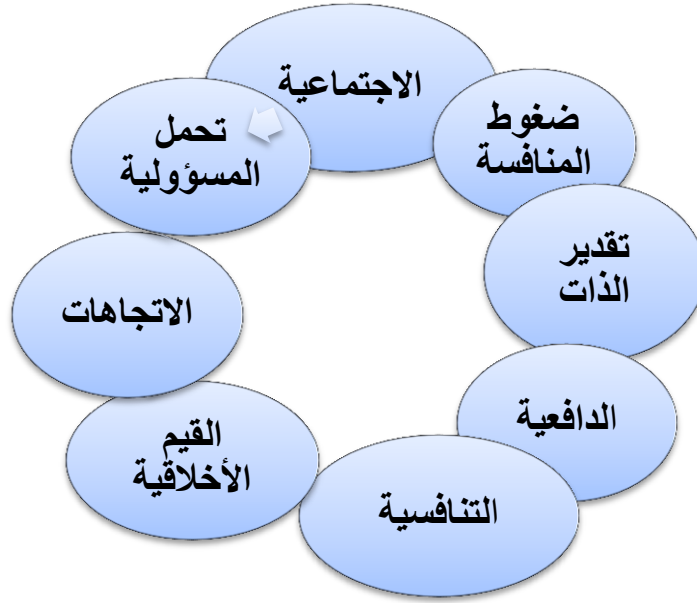 الاجتماعية
ضغوط
المنافسة
تقدير
الذات
الدافعية
التنافسية
القيم
الأخلاقية
الاتجاهات
تحمل
المسؤولية